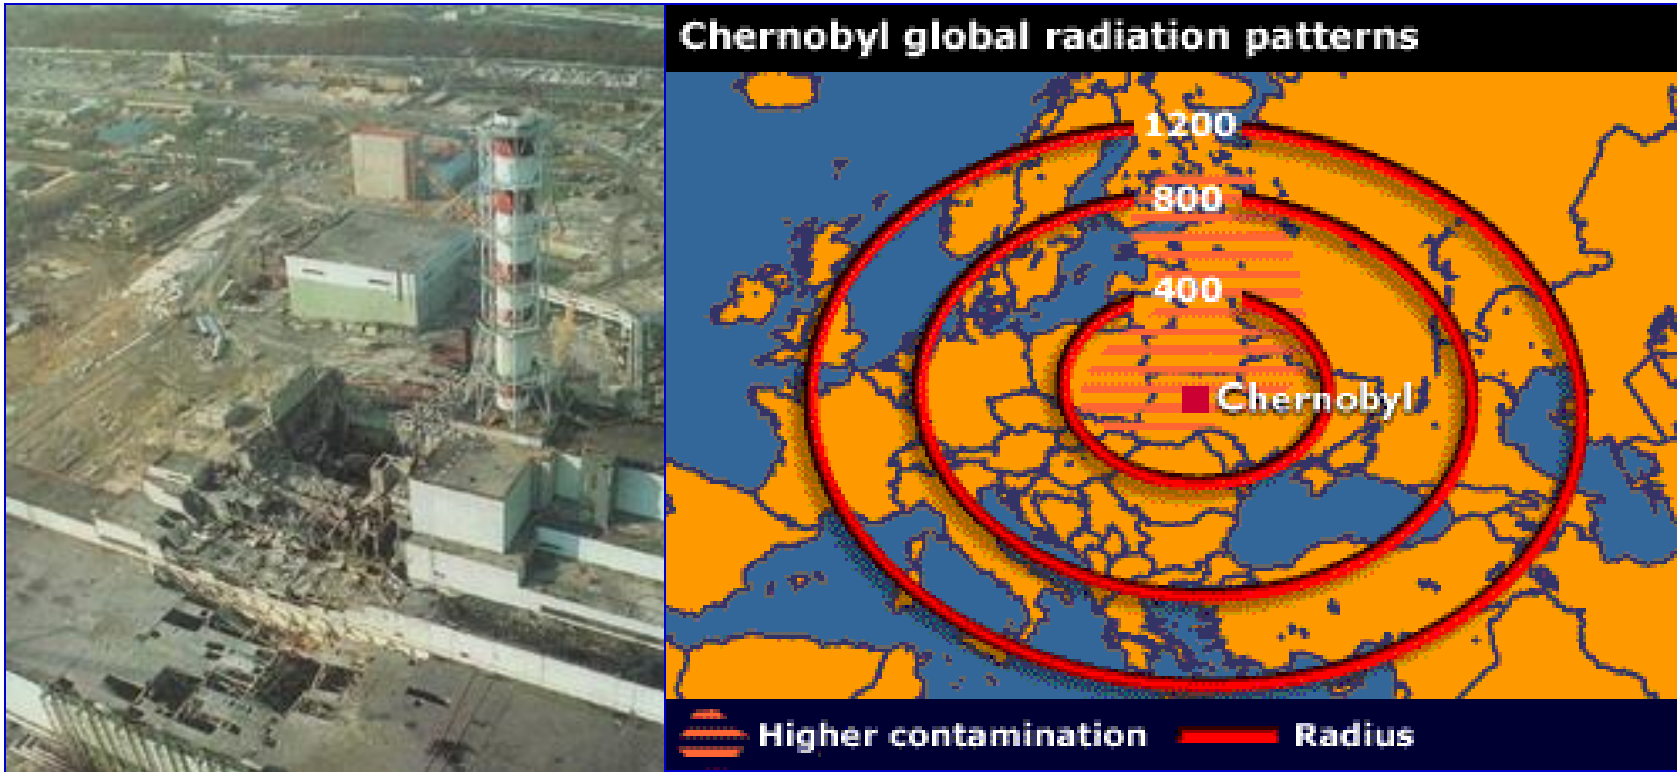 Chernobyl global radiation patterns
1200
800
400
Chernobyl
Higher contamination
Radius